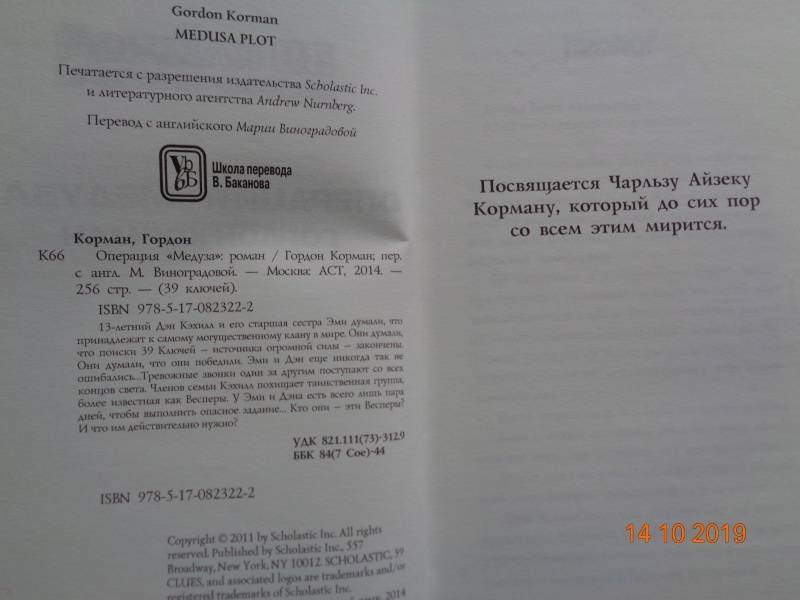 Gordon Korman
MEDUSA PLOT
Печатается с разрешения издательства Scholastic Inc.
и литературного агентства Andrew Nurnberg.
Перевод с английского Марии Виноградовой
Школа перевода
В. Баканова
Корман, Гордон
К66 Операция «Медуза»: роман / Гордон Корман; пер.
с англ. М. Виноградовой. — Москва: АСТ, 2014. —
256 стр. — (39 ключей).
ISBN 978-5-17-082322-2
13-летний Дэн Кэхилл и его старшая сестра Эми думали, что
принадлежат к самому могущественному клану в мире. Они думали,
что поиски 39 Ключей — источника огромной силы — закончены.
Они думали, что они победили. Эми и Дэн еще никогда так не
ошибались...Тревожные звонки один за другим поступают со всех
концов света. Членов семьи Кэхилл похищает таинственная группа,
более известная как Весперы. У Эми и Дэна есть всего лишь пара
дней, чтобы выполнить опасное задание... Кто они — эти Весперы?
И что им действительно нужно?
УДК 821.111(73)-312.9
ББК 84(7 Сое)-44
ISBN 978-5-17-082322-2
Copyright © 2011 by Scholastic Inc. All rights
reserved. Published by Scholastic Inc., 557
Broadway, New York, NY 10012. SCHOLASTIC, 39
CLUES, and associated logos are trademarks and/or
registered trademarks of Scholastic Inc.
2014
Посвящается Чарльзу Айзеку
Корману, который до сих пор
со всем этим мирится.
14 10 2019